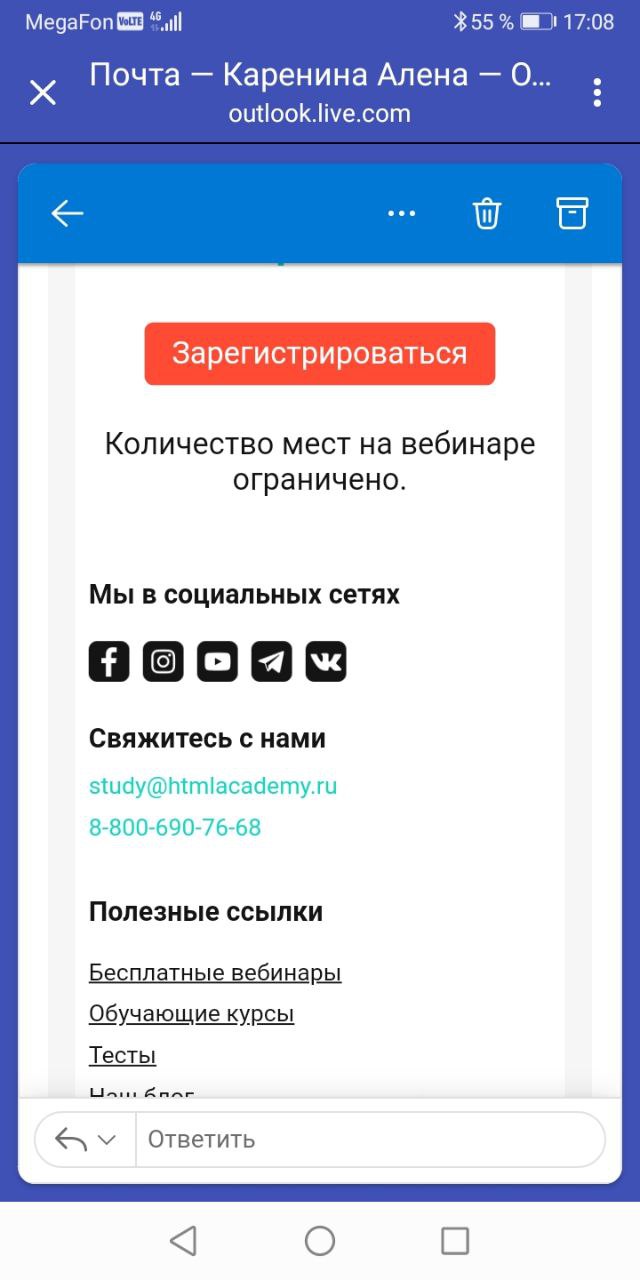 MegaFon VoLTE 4G 55 % 17:08
Почта — Каренина Алена — O...
outlook.live.com
Зарегистрироваться
Количество мест на вебинаре
ограничено.
Мы в социальных сетях
Свяжитесь с нами
study@htmlacademy.ru
8-800-690-76-68
Полезные ссылки
Бесплатные вебинары
Обучающие курсы
Тесты
Наш блог
Ответить